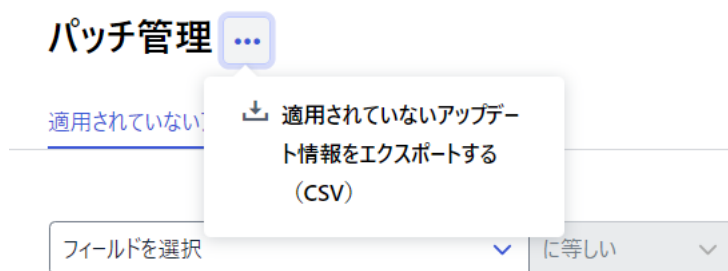 パッチ管理 …
適用されていない
適用されていないアップデー
ト情報をエクスポートする
（CSV）
フィールドを選択
に等しい